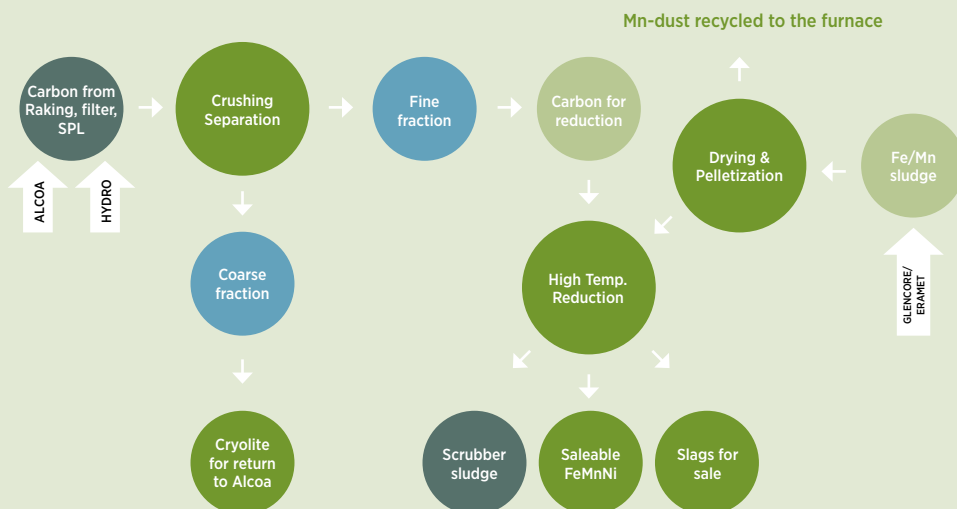 Mn-dust recycled to the furnace
Carbon from
Raking, filter,
SPL
Crushing
Separation
Fine
fraction
Carbon for
reduction
Drying &
Pelletization
Fe/Mn
sludge
ALCOA
HYDRO
GLENCORE/
ERAMET
Coarse
fraction
High Temp.
Reduction
Cryolite
for return
to Alcoa
Scrubber
sludge
Saleable
FeMnNi
Slags for
sale